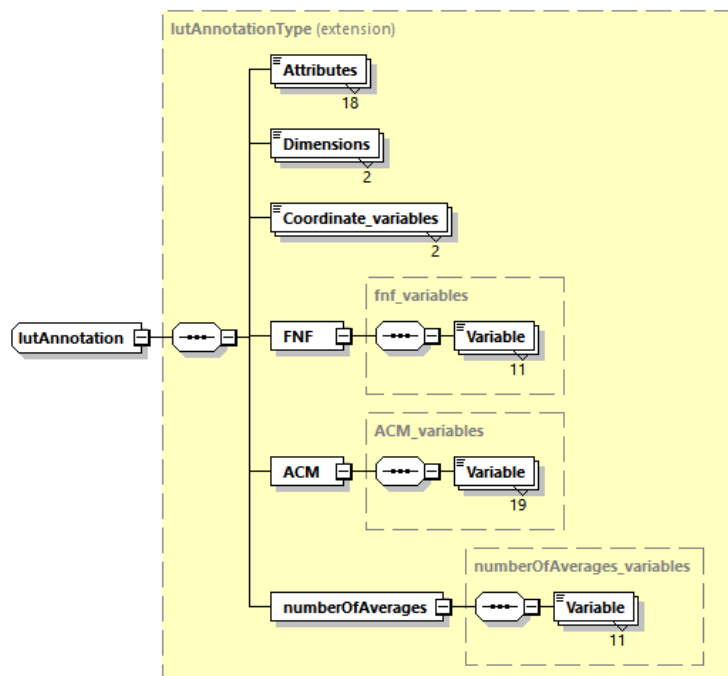 lutAnnotationType (extension)
Attributes
18
Dimensions
2
Coordinate_variables
2
fnf_variables
lutAnnotation
FNF
Variable
11
ACM_variables
ACM
Variable
19
numberOfAverages_variables
numberOfAverages
Variable
11